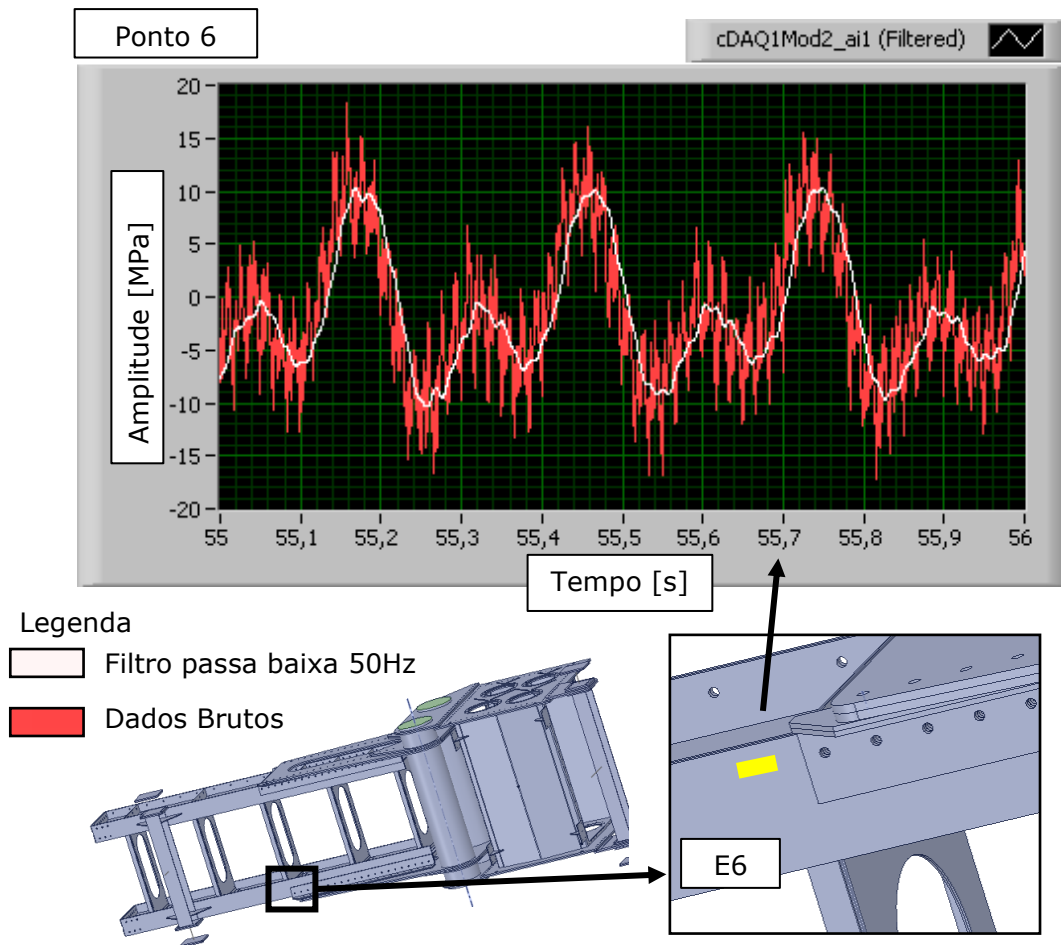 Ponto 6
cDAQ1Mod2_ai1 (Filtered)
20
15
10
5
0
-5
-10
-15
-20
Amplitude [MPa]
55 55,1 55,2 55,3 55,4 55,5 55,6 55,7 55,8 55,9 56
Tempo [s]
Legenda
Filtro passa baixa 50Hz
Dados Brutos
E6